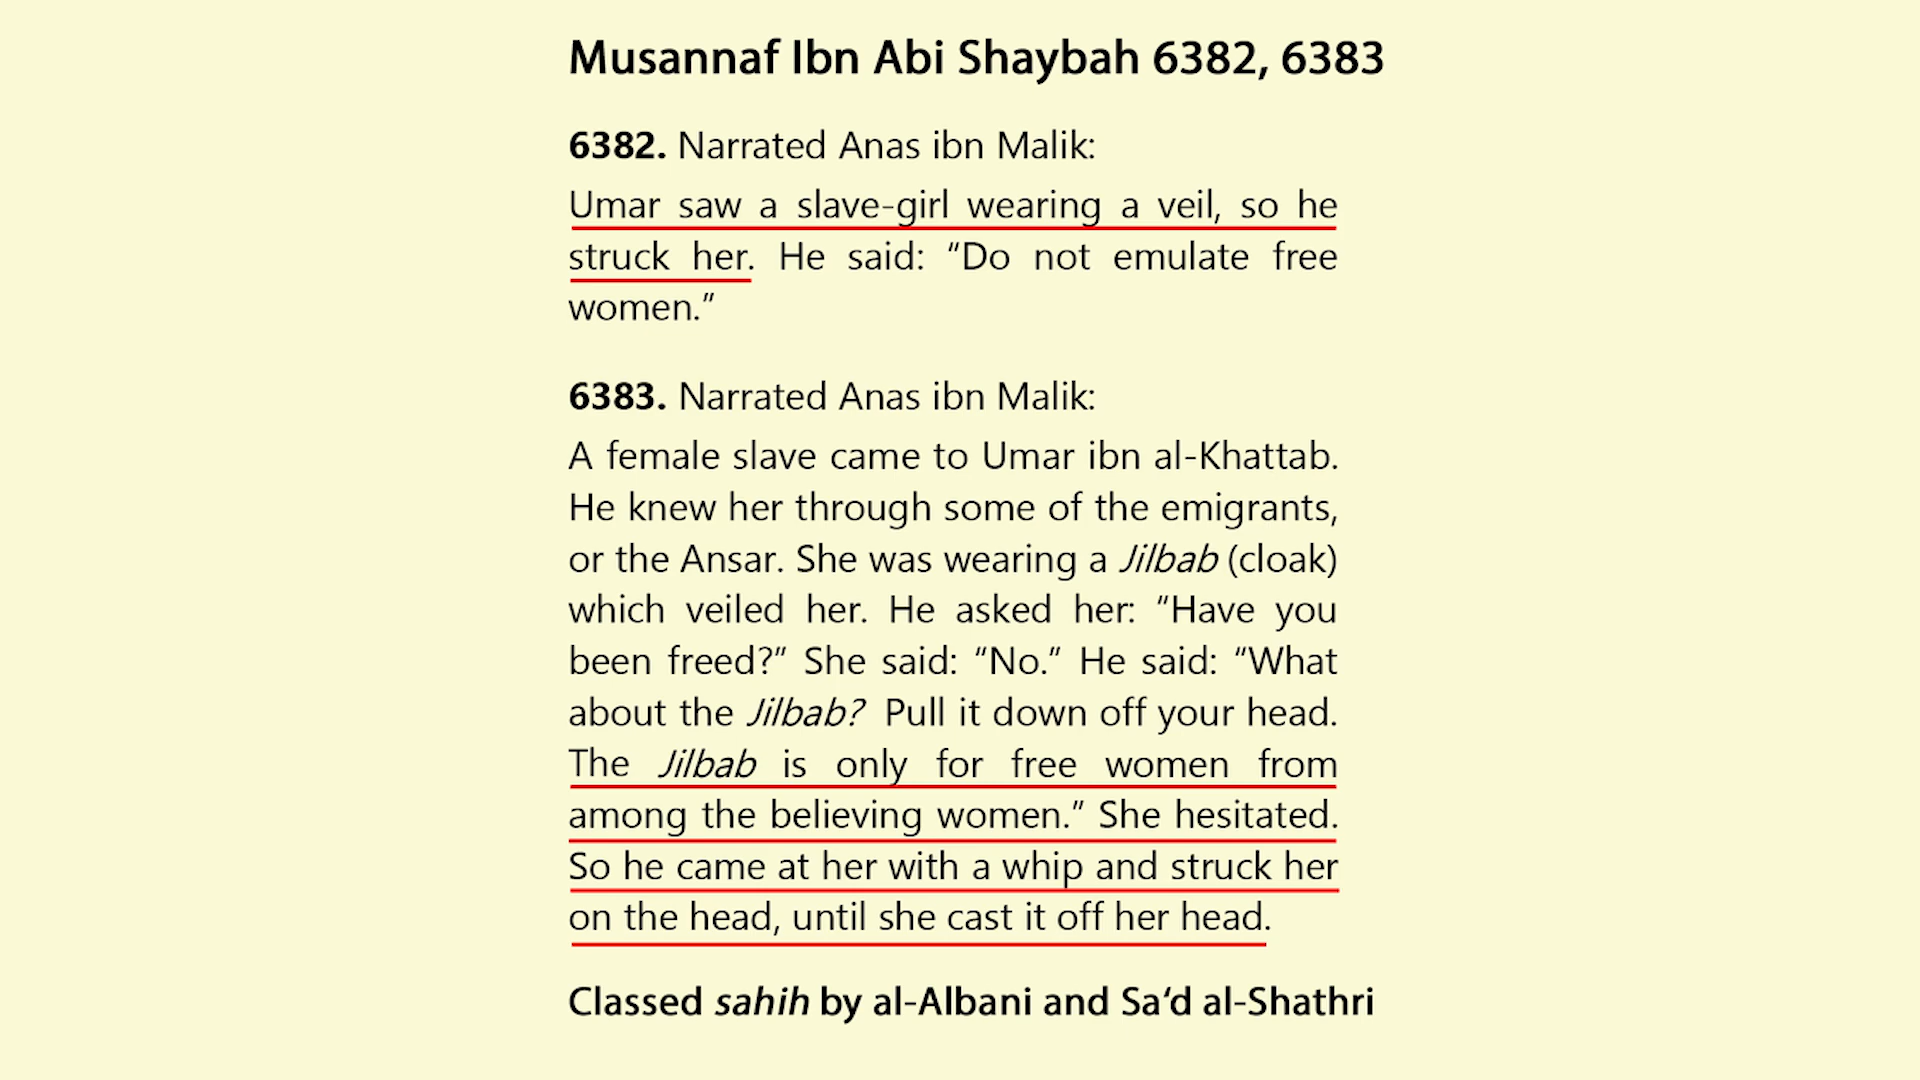 Musannaf Ibn Abi Shaybah 6382, 6383
6382. Narrated Anas ibn Malik:
Umar saw a slave-girl wearing a veil, so he
struck her. He said: “Do not emulate free
women.”
6383. Narrated Anas ibn Malik:
A female slave came to Umar ibn al-Khattab.
He knew her through some of the emigrants,
or the Ansar. She was wearing a Jilbab (cloak)
which veiled her. He asked her: “Have you
been freed?” She said: “No.” He said: “What
about the Jilbab? Pull it down off your head.
The Jilbab is only for free women from
among the believing women.” She hesitated.
So he came at her with a whip and struck her
on the head, until she cast it off her head.
Classed sahih by al-Albani and Sa‘d al-Shathri